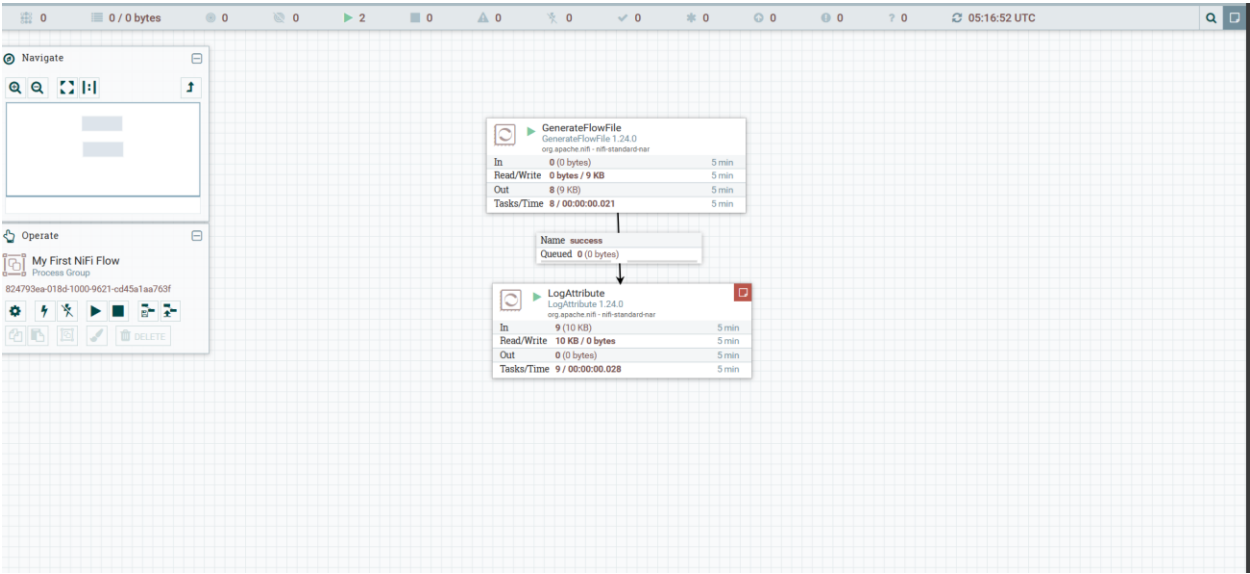 0 0 / 0 bytes 0 0 2 0 0 0 0 0 0 0 ? 0 05:16:52 UTC
Navigate
Operate
My First NiFi Flow
Process Group
824793ea-018d-1000-9621-cd45a1aa763f
DELETE
GenerateFlowFile
GenerateFlowFile 1.24.0
org.apache.nifi - nifi-standard-nar
In 0 (0 bytes) 5 min
Read/Write 0 bytes / 9 KB 5 min
Out 8 (9 KB) 5 min
Tasks/Time 8 / 00:00:00.021 5 min
Name success
Queued 0 (0 bytes)
LogAttribute
LogAttribute 1.24.0
org.apache.nifi - nifi-standard-nar
In 9 (10 KB) 5 min
Read/Write 10 KB / 0 bytes 5 min
Out 0 (0 bytes) 5 min
Tasks/Time 9 / 00:00:00.028 5 min